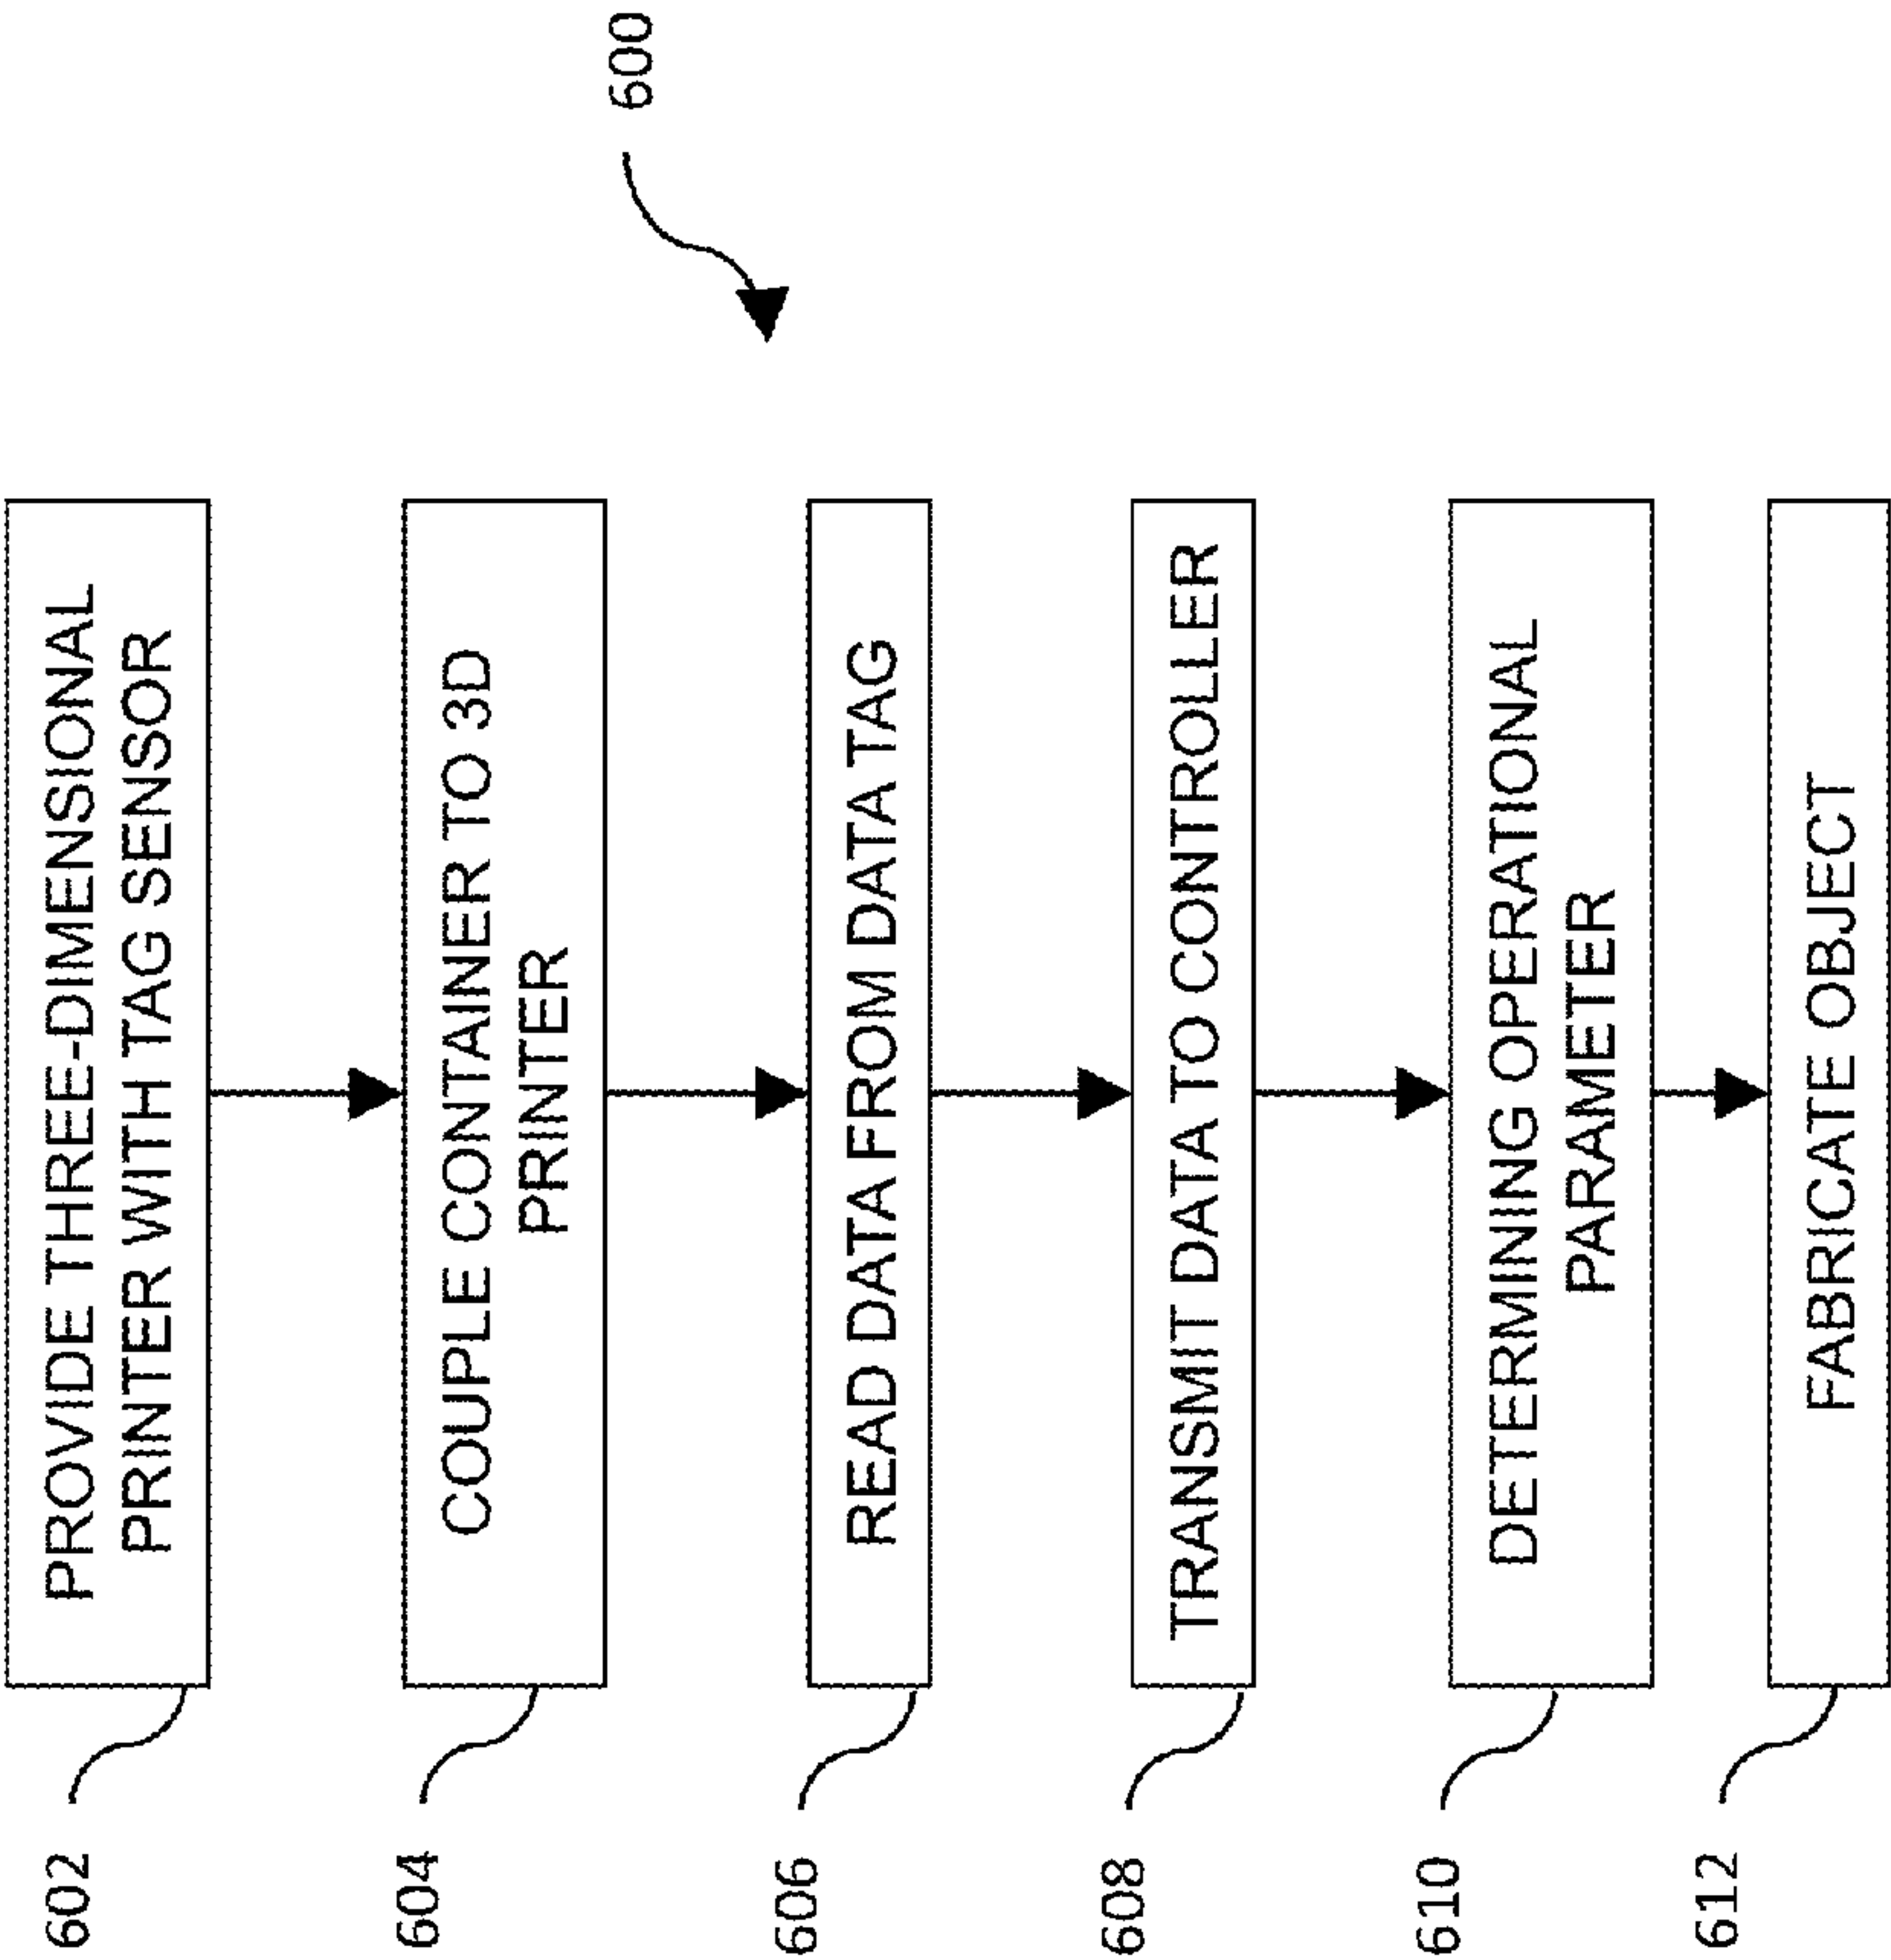 600
602
PROVIDE THREE-DIMENSIONAL
PRINTER WITH TAG SENSOR
604
COUPLE CONTAINER TO 3D
PRINTER
606
READ DATA FROM DATA TAG
608
TRANSMIT DATA TO CONTROLLER
610
DETERMINING OPERATIONAL
PARAMETER
612
FABRICATE OBJECT